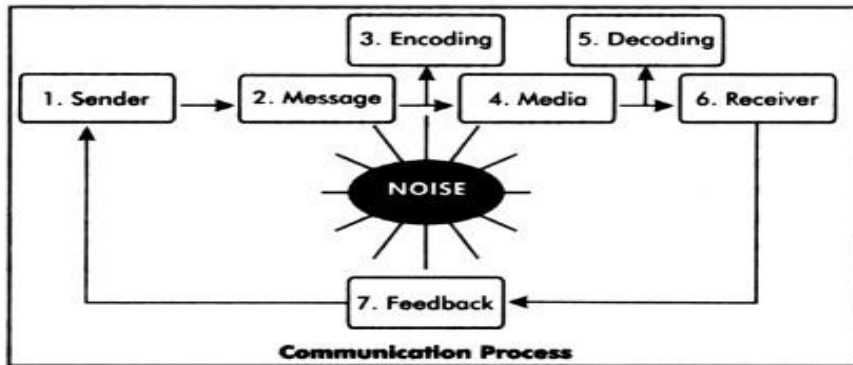 3. Encoding
5. Decoding
1. Sender
2. Message
4. Media
6. Receiver
NOISE
7. Feedback
Communication Process